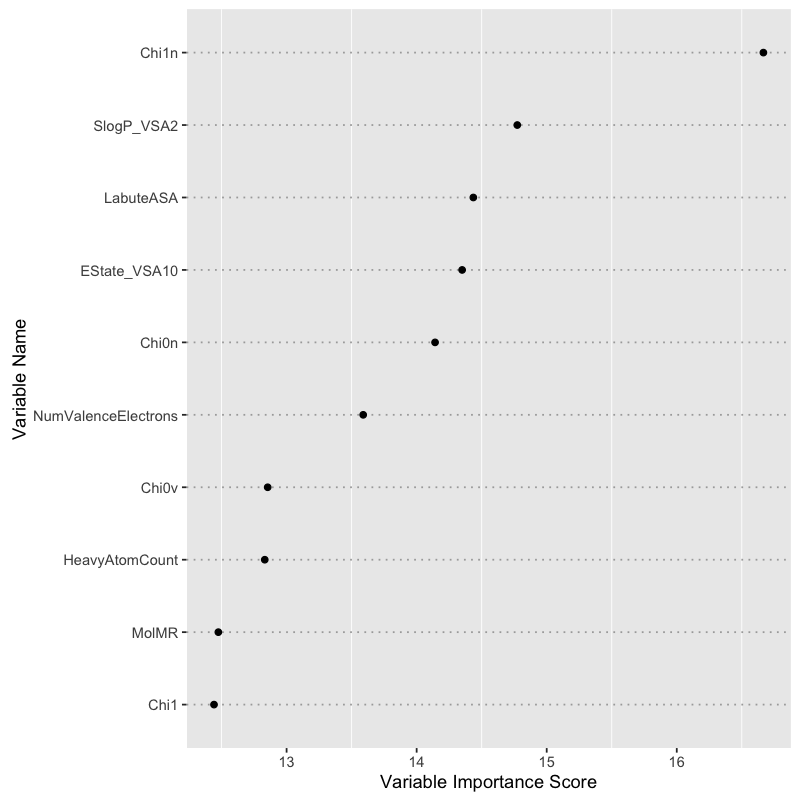 Chi1n
SlogP_VSA2
LabuteASA
EState_VSA10
Chi0n
NumValenceElectrons
Chi0v
HeavyAtomCount
MolMR
Chi1
Variable Name
13 14 15 16
Variable Importance Score